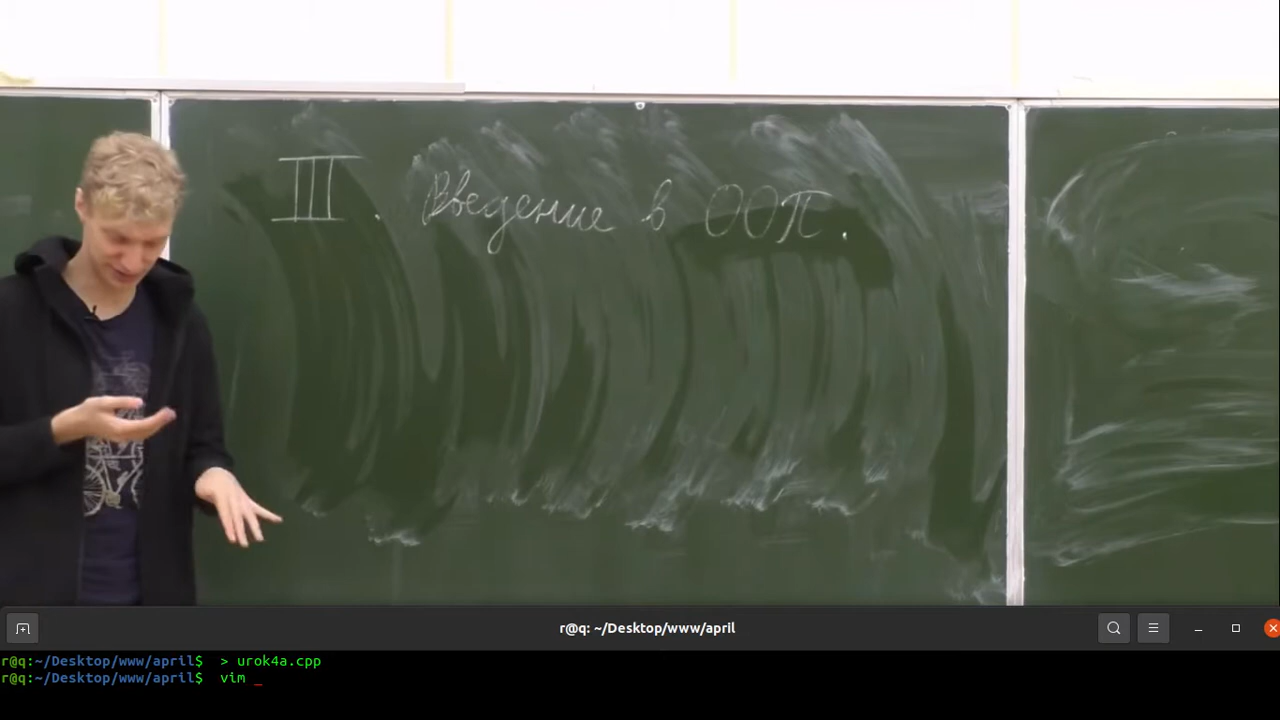 III. Введение в ООП.
r@q: ~/Desktop/www/april
r@q:~/Desktop/www/april$ > urok4a.cpp
r@q:~/Desktop/www/april$ vim _